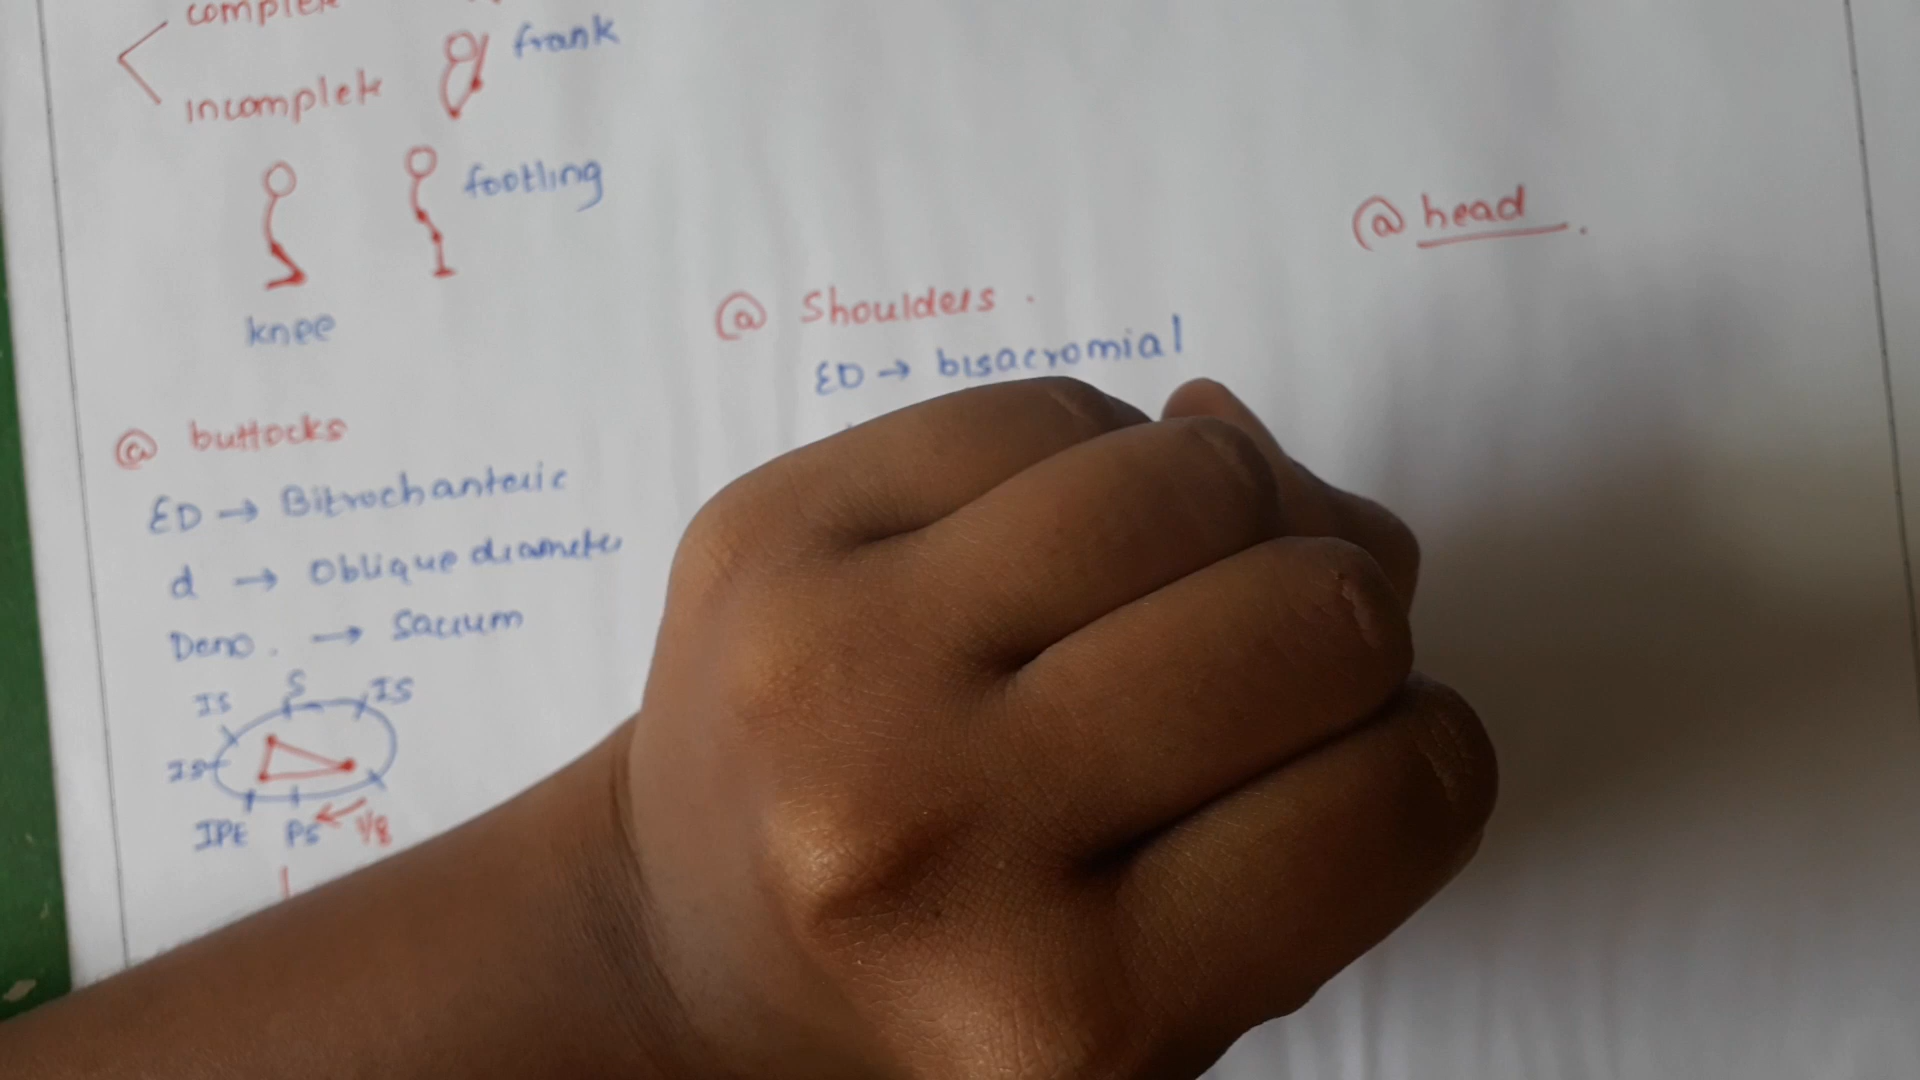 complete
incomplete
frank
footling
knee
@ buttocks
ED → Bitrochanteric
d → Oblique diameter
Deno. → Sacrum
IS S IS
IS
IPE PS 1/8
@ Shoulders.
ED → bisacromial
@ head.